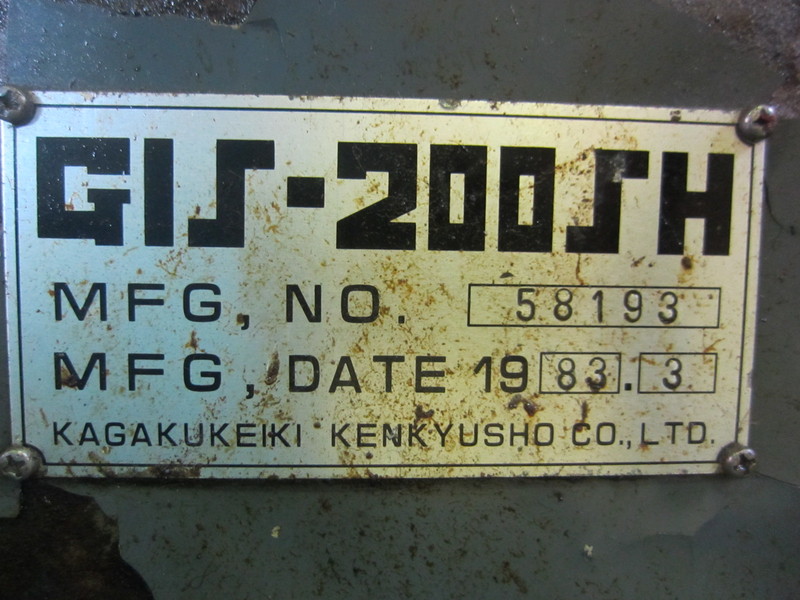 GIS-200SH
MFG, NO. 58193
MFG, DATE 1983.3
KAGAKUKEIKI KENKYUSHO CO., LTD.